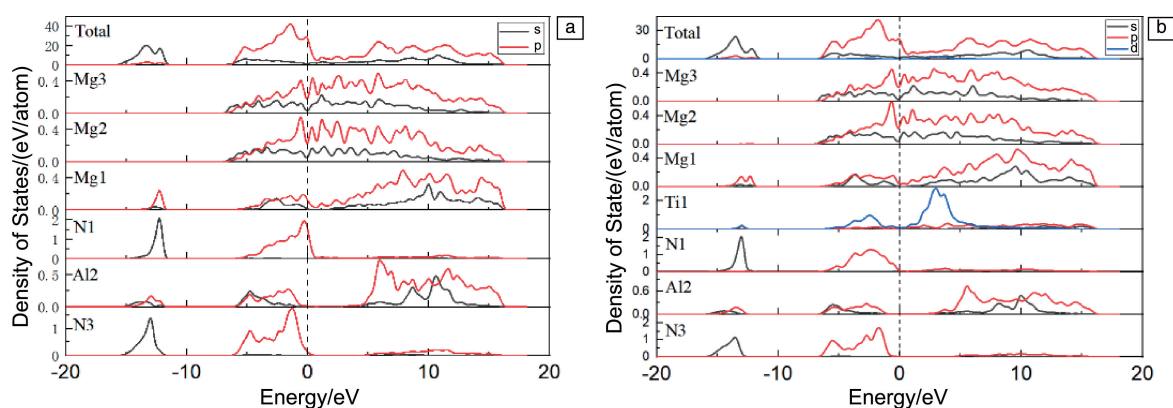 a
Density of States/(eV/atom)
Total
s
p
40
20
0
Mg3
0.4
0.0
Mg2
0.4
0.0
Mg1
0.4
0.0
N1
2
1
0
Al2
0.5
0.0
N3
1
0
-20 -10 0 10 20
Energy/eV
b
Density of State/(eV/atom)
Total
s
p
d
30
0
Mg3
0.4
0.0
Mg2
0.4
0.0
Mg1
0.4
0.0
Ti1
2
0
N1
2
1
0
Al2
0.6
0.0
N3
1
0
-20 -10 0 10 20
Energy/eV